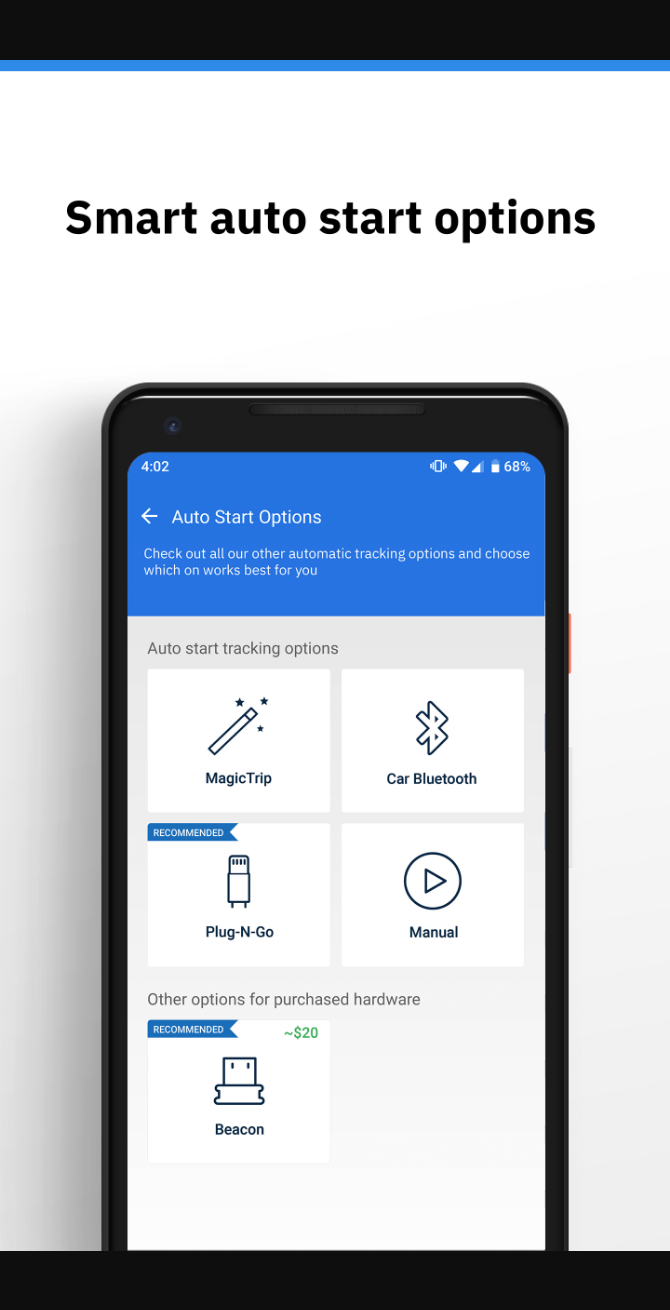 Smart auto start options
4:02
68%
Auto Start Options
Check out all our other automatic tracking options and choose
which on works best for you
Auto start tracking options
MagicTrip
Car Bluetooth
RECOMMENDED
Plug-N-Go
Manual
Other options for purchased hardware
RECOMMENDED
~$20
Beacon